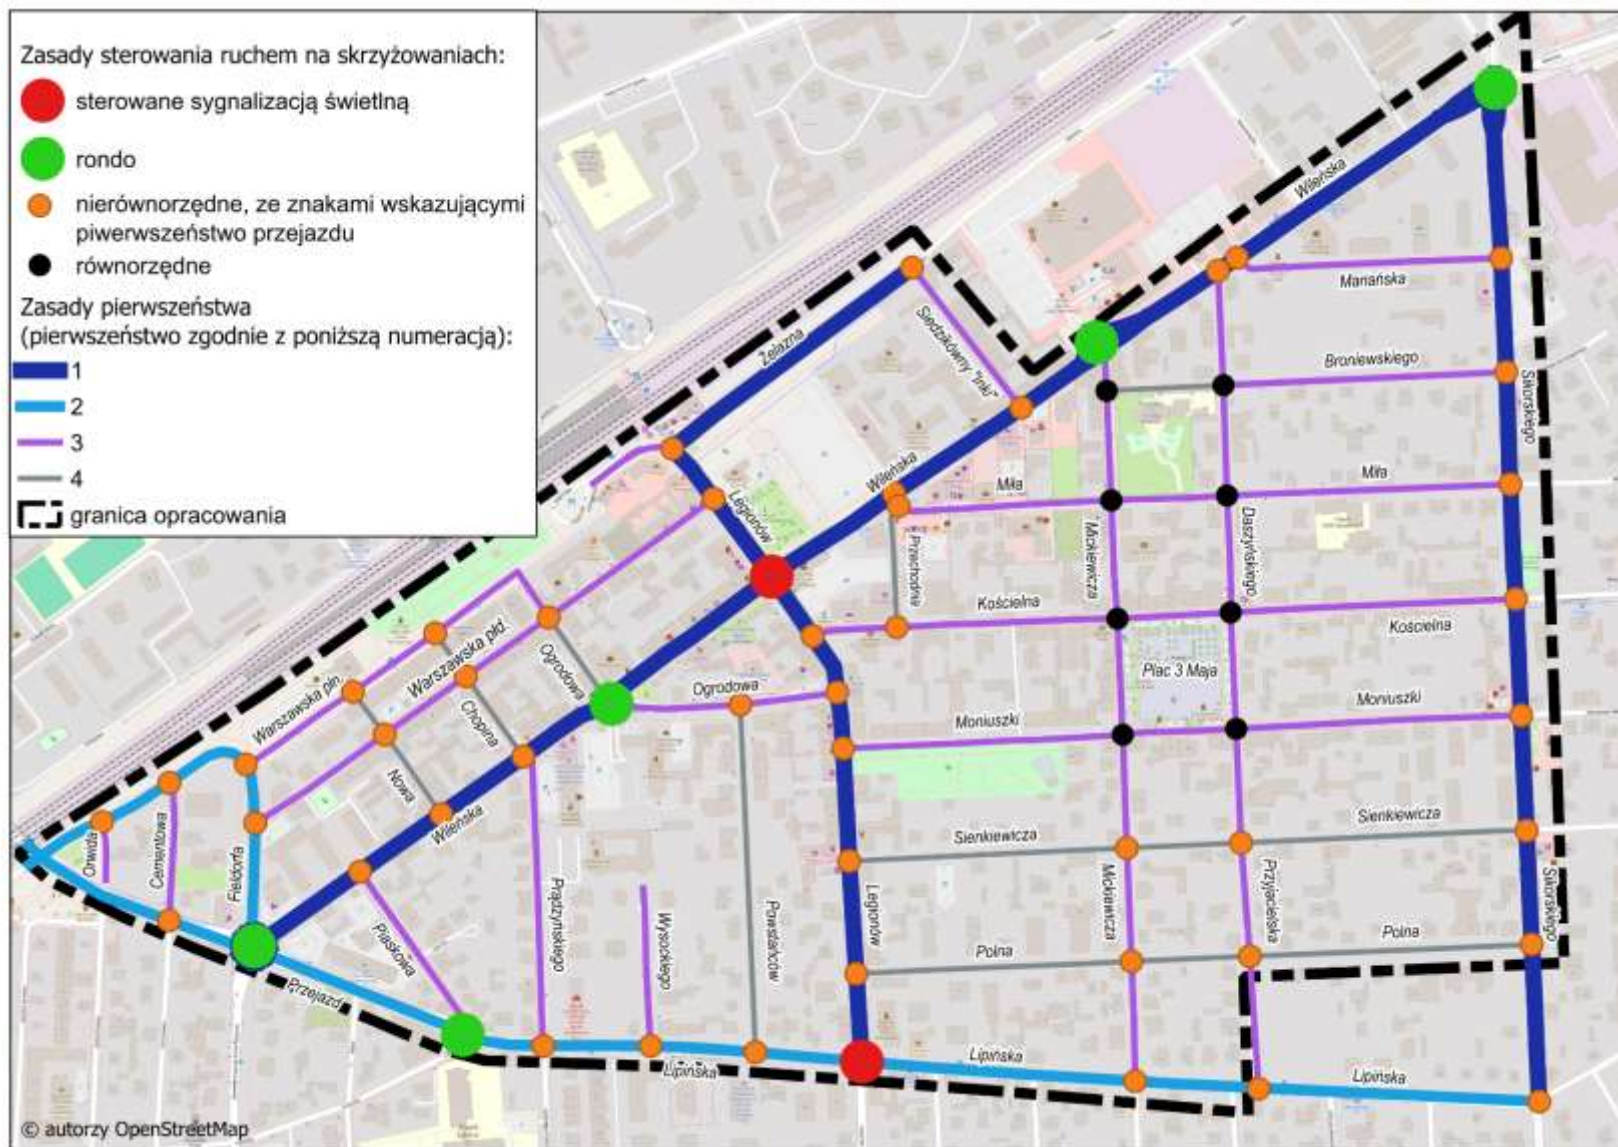 Zasady sterowania ruchem na skrzyżowaniach:
sterowane sygnalizacją świetlną
rondo
nierównorzędne, ze znakami wskazującymi
piwerwszeństwo przejazdu
równorzędne
Zasady pierwszeństwa
(pierwszeństwo zgodnie z poniższą numeracją):
1
2
3
4
granica opracowania
Wileńska
Mariańska
Żelazna
Siedzikówny "Inki"
Broniewskiego
Sikorskiego
Wileńska
Miła
Miła
Legionów
Przechodnia
Mickiewicza
Daszyńskiego
Kościelna
Kościelna
Warszawska płd.
Ogrodowa
Plac 3 Maja
Warszawska płn.
Ogrodowa
Chopina
Moniuszki
Moniuszki
Nowa
Wileńska
Sienkiewicza
Sienkiewicza
Orwida
Cementowa
Fieldorfa
Piaskowa
Prądzyńskiego
Wysockiego
Powstańców
Legionów
Mickiewicza
Przyjacielska
Sikorskiego
Polna
Polna
Przejazd
Lipińska
Lipińska
Lipińska
© autorzy OpenStreetMap